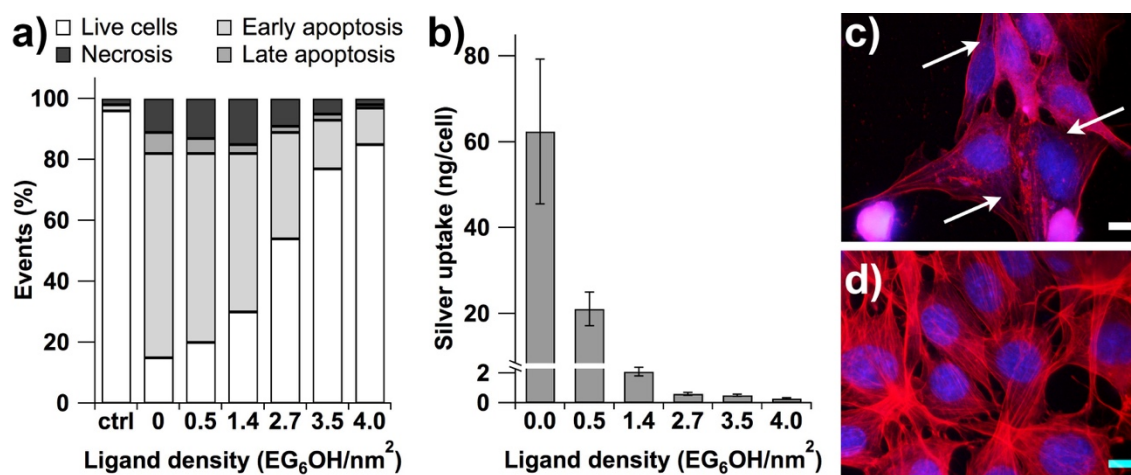 a)
Live cells
Early apoptosis
Necrosis
Late apoptosis
Events (%)
100
80
60
40
20
0
ctrl 0 0.5 1.4 2.7 3.5 4.0
Ligand density (EG₆OH/nm²)
b)
Silver uptake (ng/cell)
80
60
40
20
2
0
0.0 0.5 1.4 2.7 3.5 4.0
Ligand density (EG₆OH/nm²)
c)
d)